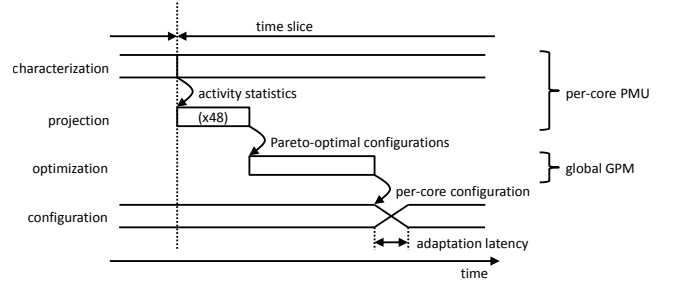 time slice
characterization
activity statistics
per-core PMU
projection
(x48)
Pareto-optimal configurations
optimization
global GPM
per-core configuration
configuration
adaptation latency
time